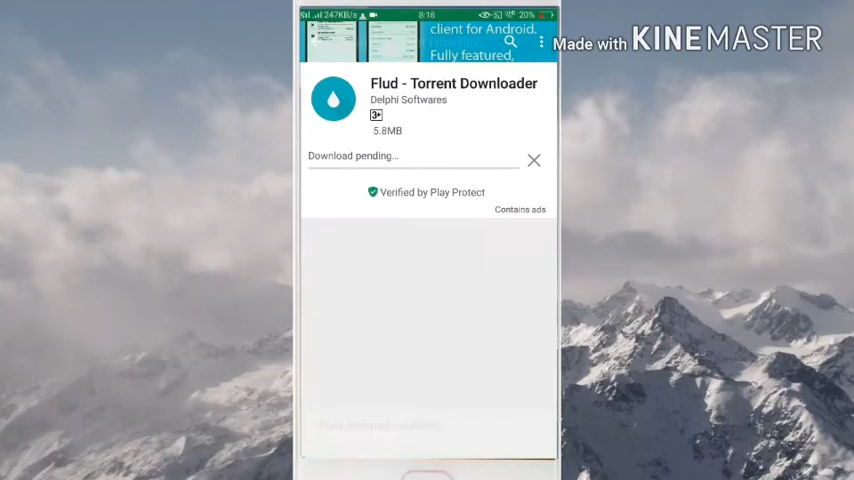 247KB/s
8:18
20%
client for Android.
Fully featured,
Made with KINEMASTER
Flud - Torrent Downloader
Delphi Softwares
3+
5.8MB
Download pending...
Verified by Play Protect
Contains ads